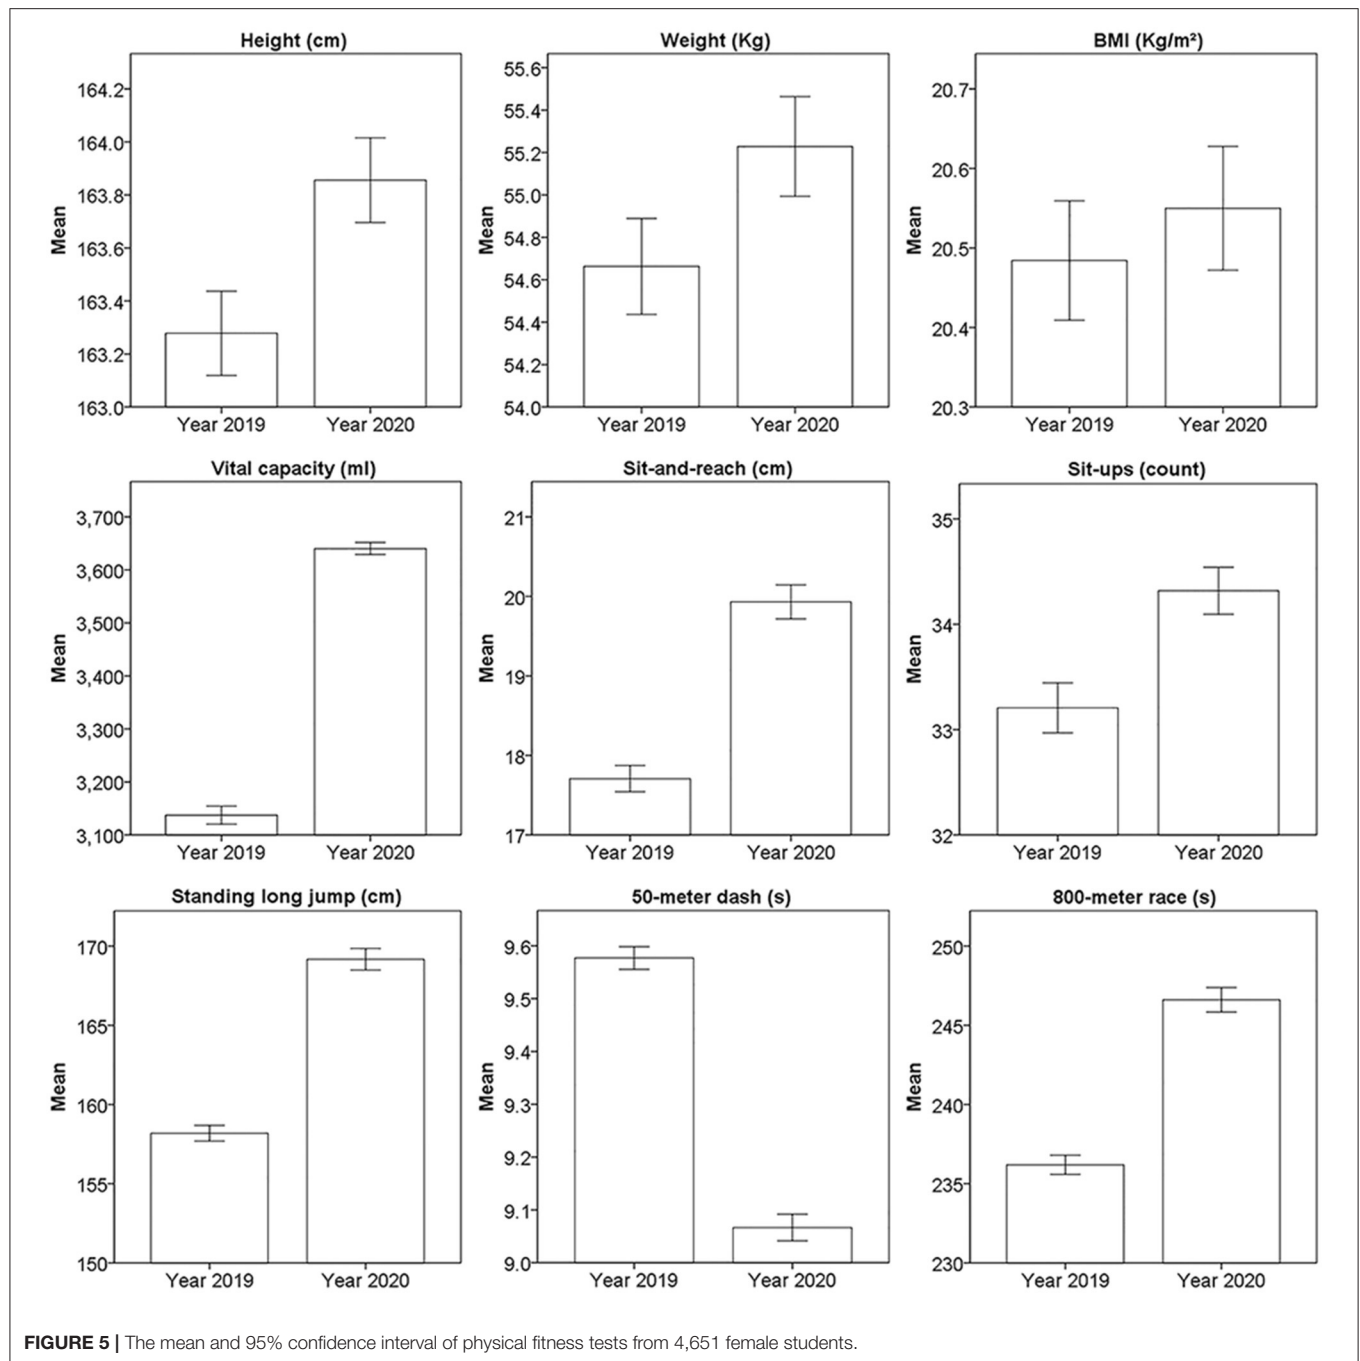 Height (cm)
Mean
164.2
164.0
163.8
163.6
163.4
163.2
163.0
Year 2019
Year 2020
Weight (Kg)
Mean
55.6
55.4
55.2
55.0
54.8
54.6
54.4
54.2
54.0
Year 2019
Year 2020
BMI (Kg/m²)
Mean
20.7
20.6
20.5
20.4
20.3
Year 2019
Year 2020
Vital capacity (ml)
Mean
3,700
3,600
3,500
3,400
3,300
3,200
3,100
Year 2019
Year 2020
Sit-and-reach (cm)
Mean
21
20
19
18
17
Year 2019
Year 2020
Sit-ups (count)
Mean
35
34
33
32
Year 2019
Year 2020
Standing long jump (cm)
Mean
170
165
160
155
150
Year 2019
Year 2020
50-meter dash (s)
Mean
9.6
9.5
9.4
9.3
9.2
9.1
9.0
Year 2019
Year 2020
800-meter race (s)
Mean
250
245
240
235
230
Year 2019
Year 2020
FIGURE 5 | The mean and 95% confidence interval of physical fitness tests from 4,651 female students.